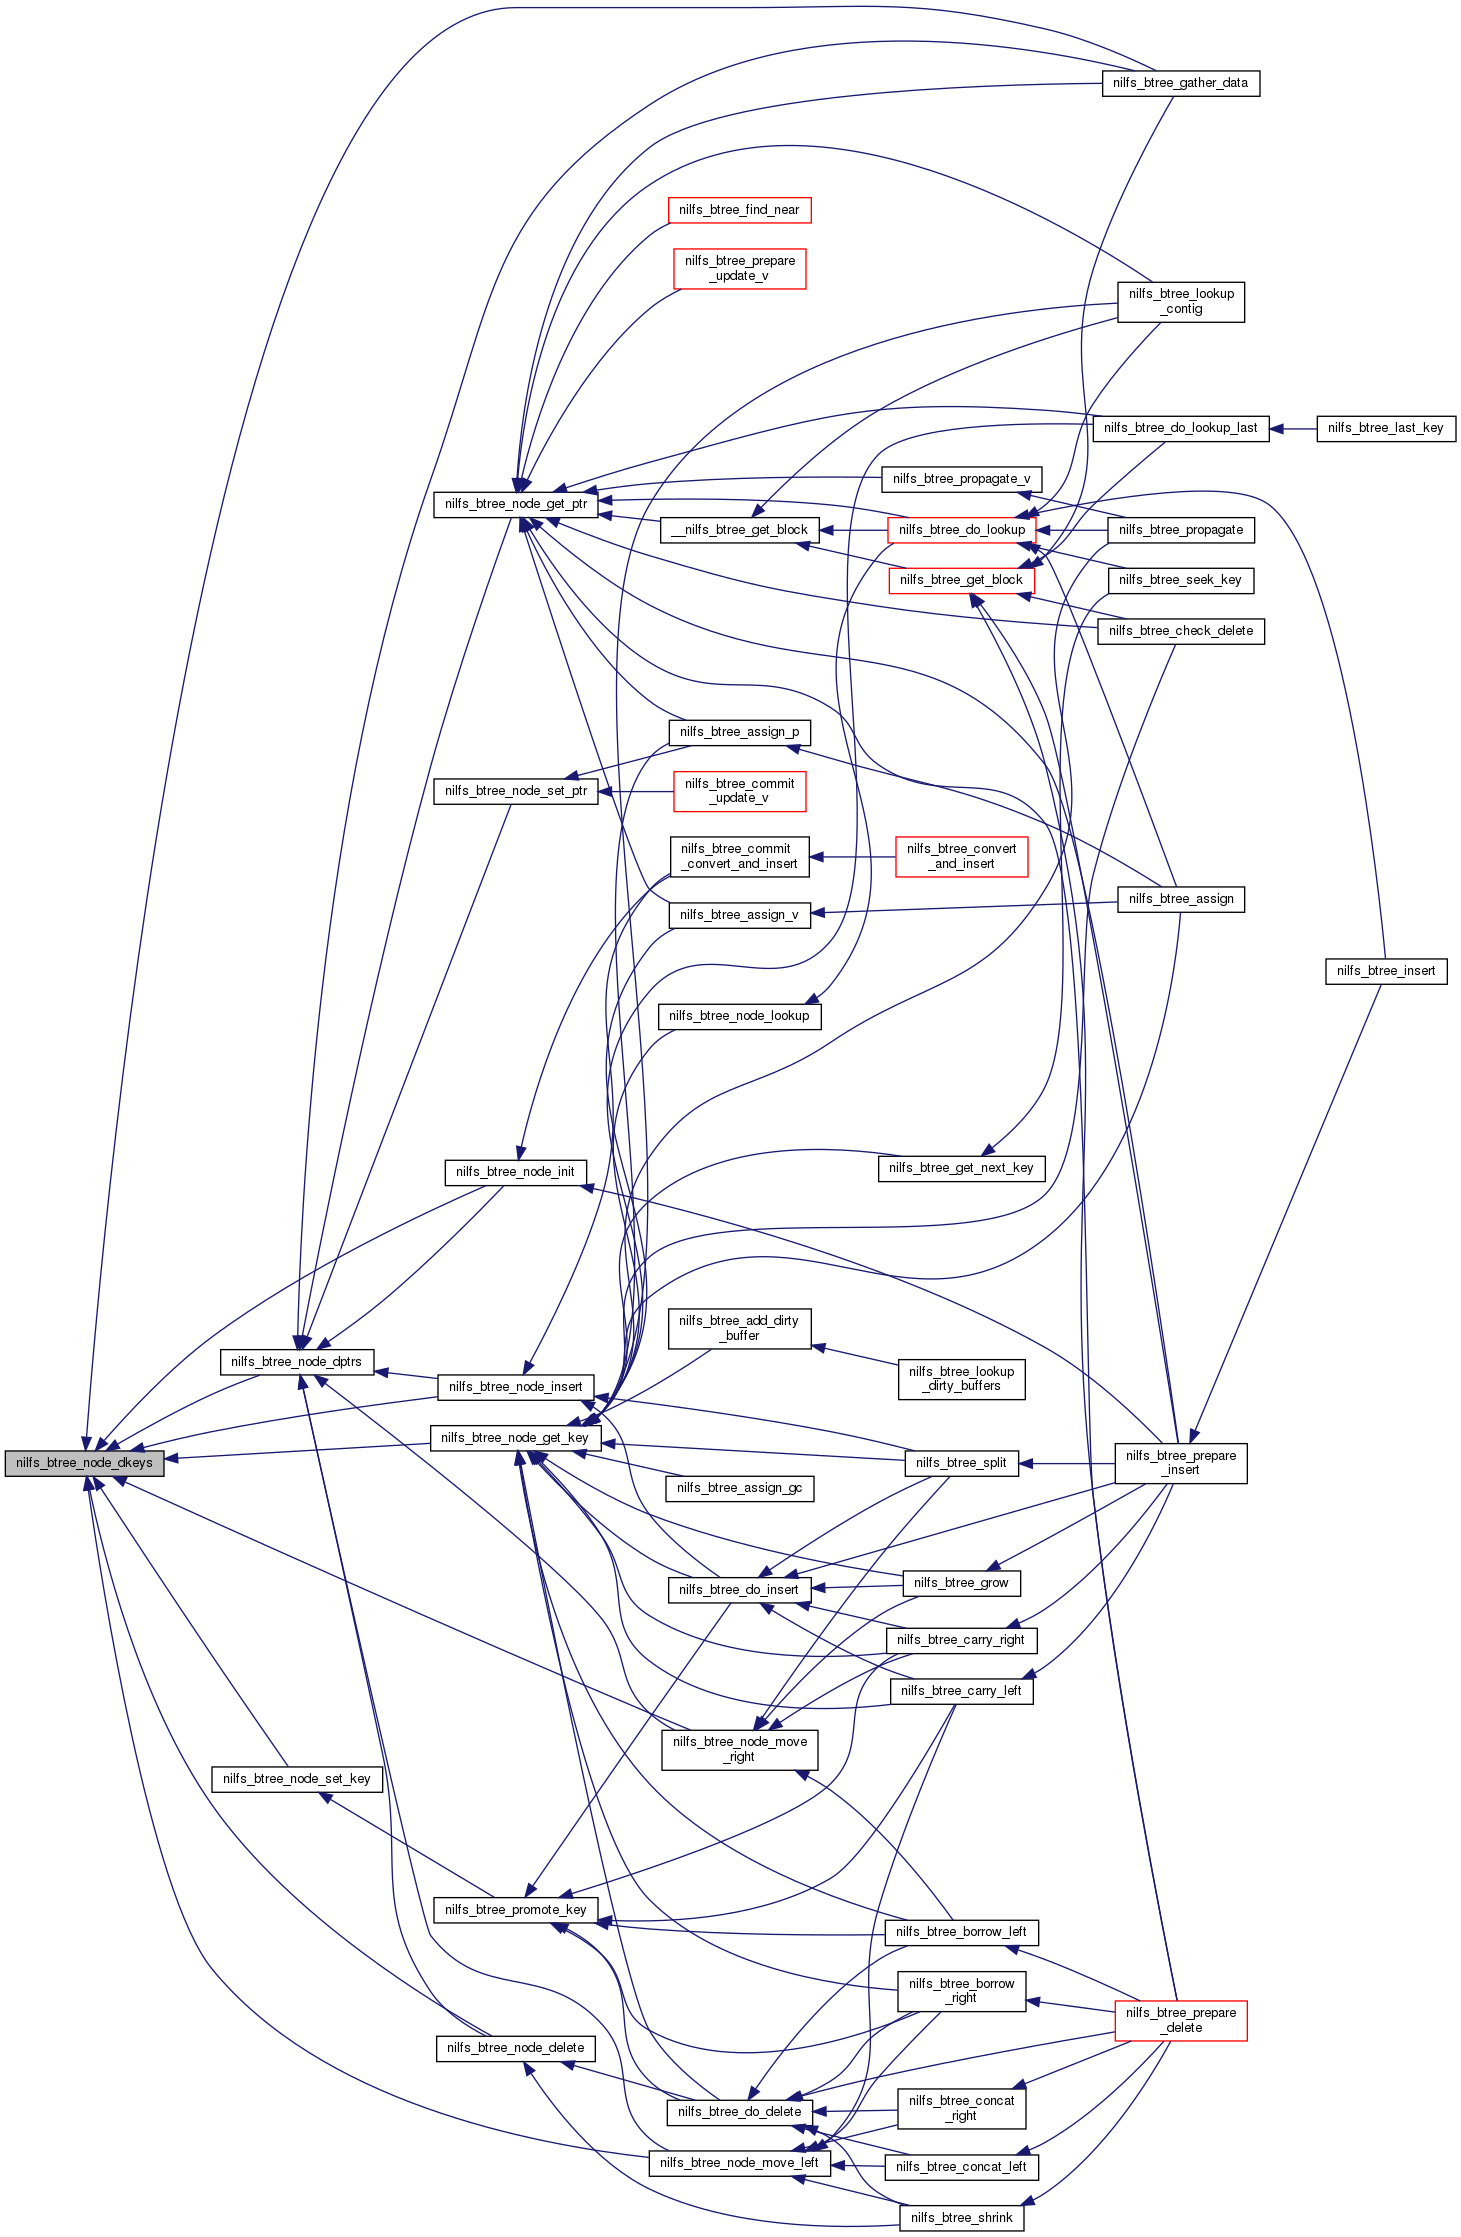 nilfs_btree_gather_data
nilfs_btree_find_near
nilfs_btree_prepare
_update_v
nilfs_btree_lookup
_contig
nilfs_btree_do_lookup_last
nilfs_btree_last_key
nilfs_btree_propagate_v
nilfs_btree_node_get_ptr
__nilfs_btree_get_block
nilfs_btree_do_lookup
nilfs_btree_propagate
nilfs_btree_get_block
nilfs_btree_seek_key
nilfs_btree_check_delete
nilfs_btree_assign_p
nilfs_btree_node_set_ptr
nilfs_btree_commit
_update_v
nilfs_btree_commit
_convert_and_insert
nilfs_btree_convert
_and_insert
nilfs_btree_assign_v
nilfs_btree_assign
nilfs_btree_insert
nilfs_btree_node_lookup
nilfs_btree_get_next_key
nilfs_btree_node_init
nilfs_btree_add_dirty
_buffer
nilfs_btree_node_dptrs
nilfs_btree_lookup
_dirty_buffers
nilfs_btree_node_insert
nilfs_btree_node_get_key
nilfs_btree_node_dkeys
nilfs_btree_split
nilfs_btree_prepare
_insert
nilfs_btree_assign_gc
nilfs_btree_do_insert
nilfs_btree_grow
nilfs_btree_carry_right
nilfs_btree_carry_left
nilfs_btree_node_move
_right
nilfs_btree_node_set_key
nilfs_btree_promote_key
nilfs_btree_borrow_left
nilfs_btree_borrow
_right
nilfs_btree_prepare
_delete
nilfs_btree_node_delete
nilfs_btree_do_delete
nilfs_btree_concat
_right
nilfs_btree_node_move_left
nilfs_btree_concat_left
nilfs_btree_shrink